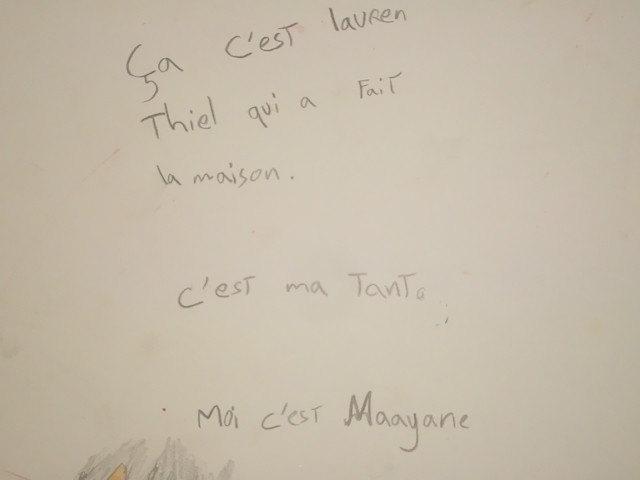 Ça c'est lauren
Thiel qui a Fait
la maison.
c'est ma Tanta
Moi c'est Maayane